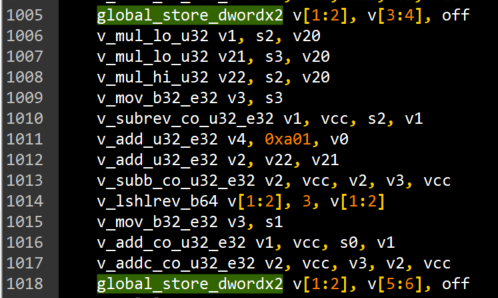 1005 global_store_dwordx2 v[1:2], v[3:4], off
1006 v_mul_lo_u32 v1, s2, v20
1007 v_mul_lo_u32 v21, s3, v20
1008 v_mul_hi_u32 v22, s2, v20
1009 v_mov_b32_e32 v3, s3
1010 v_subrev_co_u32_e32 v1, vcc, s2, v1
1011 v_add_u32_e32 v4, 0xa01, v0
1012 v_add_u32_e32 v2, v22, v21
1013 v_subb_co_u32_e32 v2, vcc, v2, v3, vcc
1014 v_lshlrev_b64 v[1:2], 3, v[1:2]
1015 v_mov_b32_e32 v3, s1
1016 v_add_co_u32_e32 v1, vcc, s0, v1
1017 v_addc_co_u32_e32 v2, vcc, v3, v2, vcc
1018 global_store_dwordx2 v[1:2], v[5:6], off